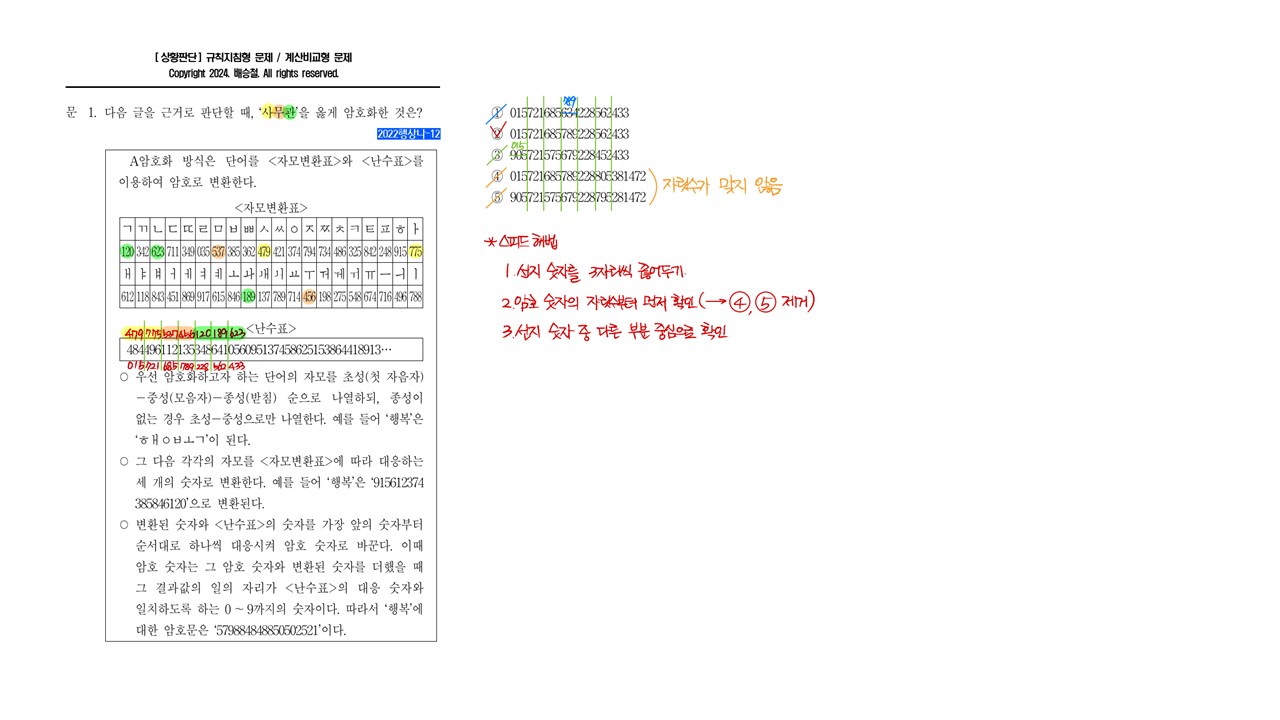 [ 상황판단 ] 규칙지침형 문제 / 계산비교형 문제
Copyright 2024. 배승철. All rights reserved.
문 1. 다음 글을 근거로 판단할 때, ‘사무관’을 옳게 암호화한 것은?
2022행상나-12
A암호화 방식은 단어를 <자모변환표>와 <난수표>를
이용하여 암호로 변환한다.
<자모변환표>
ㄱ ㄲ ㄴ ㄷ ㄸ ㄹ ㅁ ㅂ ㅃ ㅅ ㅆ ㅇ ㅈ ㅉ ㅊ ㅋ ㅌ ㅍ ㅎ ㅏ
120 342 623 711 349 035 537 385 362 479 421 374 794 734 486 325 842 248 915 775
ㅐ ㅑ ㅒ ㅓ ㅔ ㅕ ㅖ ㅗ ㅘ ㅙ ㅚ ㅛ ㅜ ㅝ ㅞ ㅟ ㅠ ㅡ ㅢ ㅣ
612 118 843 451 869 917 615 846 189 137 789 714 456 198 275 548 674 716 496 788
<난수표>
479 775 537 456 120 189 623
484496112135348641056095137458625153864418913…
015 721 685 789 228 562 433
○ 우선 암호화하고자 하는 단어의 자모를 초성(첫 자음자)
－중성(모음자)－종성(받침) 순으로 나열하되, 종성이
없는 경우 초성－중성으로만 나열한다. 예를 들어 ‘행복’은
‘ㅎㅐㅇㅂㅗㄱ’이 된다.
○ 그 다음 각각의 자모를 <자모변환표>에 따라 대응하는
세 개의 숫자로 변환한다. 예를 들어 ‘행복’은 ‘915612374
385846120’으로 변환된다.
○ 변환된 숫자와 <난수표>의 숫자를 가장 앞의 숫자부터
순서대로 하나씩 대응시켜 암호 숫자로 바꾼다. 이때
암호 숫자는 그 암호 숫자와 변환된 숫자를 더했을 때
그 결과값의 일의 자리가 <난수표>의 대응 숫자와
일치하도록 하는 0～9까지의 숫자이다. 따라서 ‘행복’에
대한 암호문은 ‘579884848850502521’이다.
789
① 015721685634228562433
② 015721685789228562433
015
③ 905721575679228452433
④ 015721685789228805381472
⑤ 905721575679228795281472
자릿수가 맞지 않음
*스피드 해법
1. 선지 숫자를 3자리씩 끊어두기.
2. 암호 숫자의 자릿수부터 먼저 확인 (→ ④, ⑤ 제거)
3. 선지 숫자 중 다른 부분 중심으로 확인